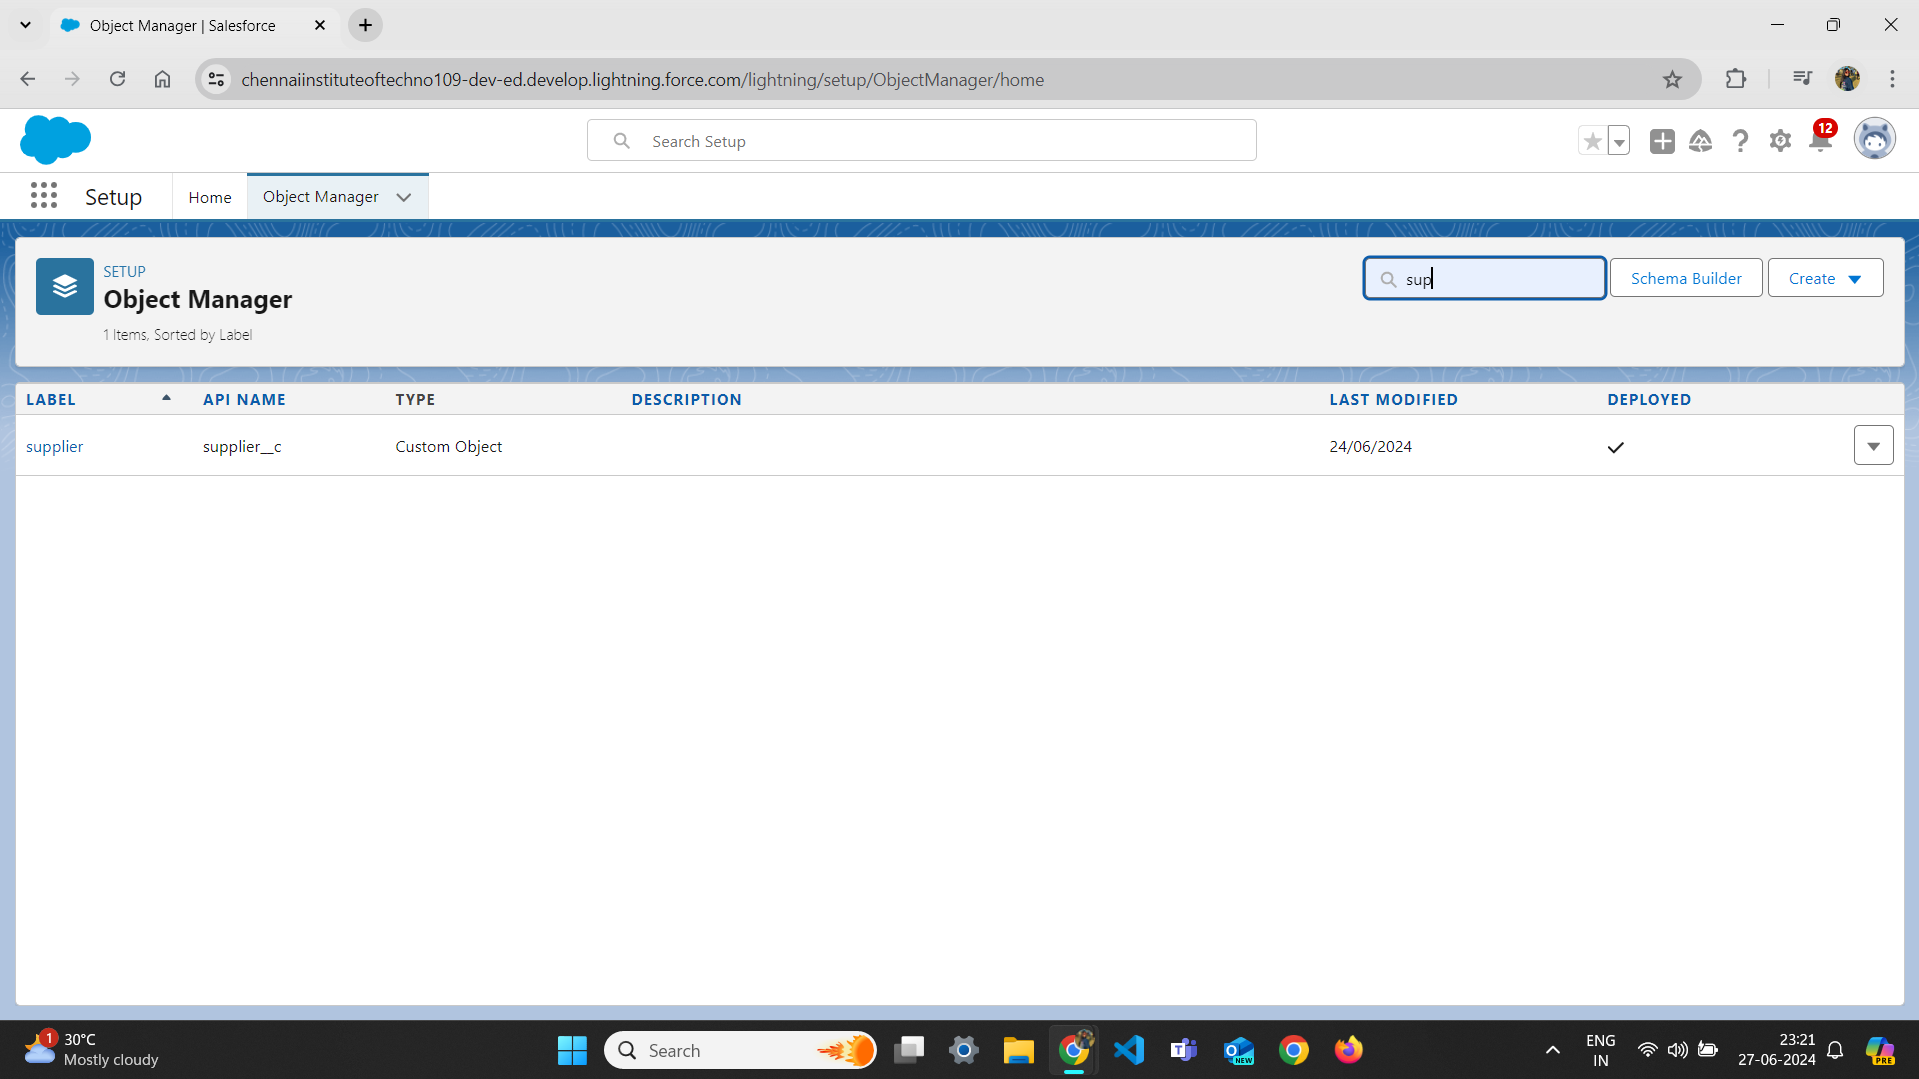 Object Manager | Salesforce
chennaiinstituteoftechno109-dev-ed.develop.lightning.force.com/lightning/setup/ObjectManager/home
Search Setup
12
Setup
Home
Object Manager
SETUP
Object Manager
1 Items, Sorted by Label
sup
Schema Builder
Create
LABEL
API NAME
TYPE
DESCRIPTION
LAST MODIFIED
DEPLOYED
supplier
supplier__c
Custom Object
24/06/2024
1
30°C
Mostly cloudy
Search
NEW
ENG
IN
23:21
27-06-2024
PRE